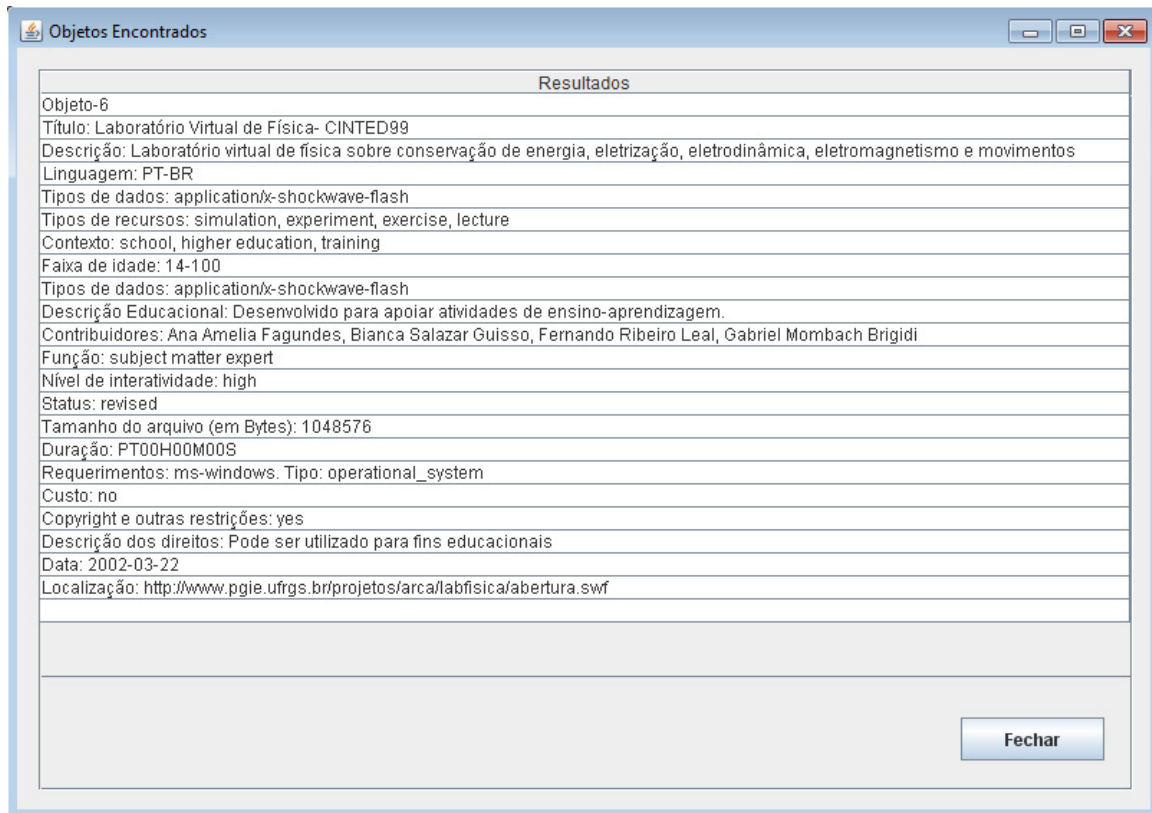 Objetos Encontrados
Resultados
Objeto-6
Título: Laboratório Virtual de Física- CINTED99
Descrição: Laboratório virtual de física sobre conservação de energia, eletrização, eletrodinâmica, eletromagnetismo e movimentos
Linguagem: PT-BR
Tipos de dados: application/x-shockwave-flash
Tipos de recursos: simulation, experiment, exercise, lecture
Contexto: school, higher education, training
Faixa de idade: 14-100
Tipos de dados: application/x-shockwave-flash
Descrição Educacional: Desenvolvido para apoiar atividades de ensino-aprendizagem.
Contribuidores: Ana Amelia Fagundes, Bianca Salazar Guisso, Fernando Ribeiro Leal, Gabriel Mombach Brigidi
Função: subject matter expert
Nível de interatividade: high
Status: revised
Tamanho do arquivo (em Bytes): 1048576
Duração: PT00H00M00S
Requerimentos: ms-windows. Tipo: operational_system
Custo: no
Copyright e outras restrições: yes
Descrição dos direitos: Pode ser utilizado para fins educacionais
Data: 2002-03-22
Localização: http://www.pgie.ufrgs.br/projetos/arca/labfisica/abertura.swf
Fechar